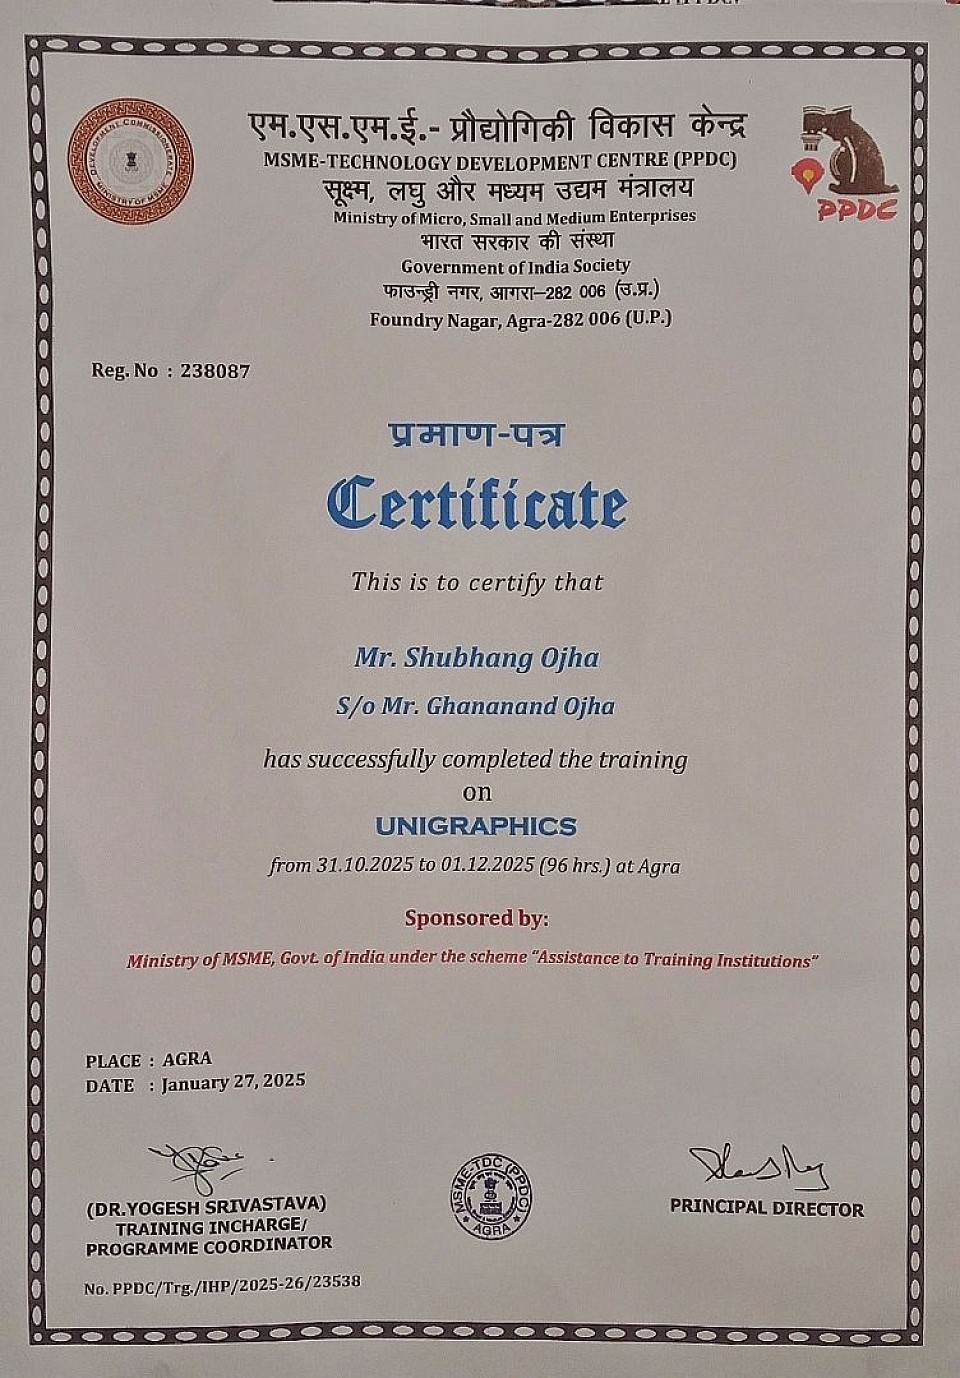 एम.एस.एम.ई.- प्रौद्योगिकी विकास केन्द्र
MSME-TECHNOLOGY DEVELOPMENT CENTRE (PPDC)
सूक्ष्म, लघु और मध्यम उद्यम मंत्रालय
Ministry of Micro, Small and Medium Enterprises
भारत सरकार की संस्था
Government of India Society
फाउन्ड्री नगर, आगरा–282 006 (उ.प्र.)
Foundry Nagar, Agra-282 006 (U.P.)
DEVELOPMENT COMMISSIONERATE
MINISTRY OF MSME
PPDC
Reg. No : 238087
प्रमाण-पत्र
Certificate
This is to certify that
Mr. Shubhang Ojha
S/o Mr. Ghananand Ojha
has successfully completed the training
on
UNIGRAPHICS
from 31.10.2025 to 01.12.2025 (96 hrs.) at Agra
Sponsored by:
Ministry of MSME, Govt. of India under the scheme “Assistance to Training Institutions”
PLACE : AGRA
DATE : January 27, 2025
(DR.YOGESH SRIVASTAVA)
TRAINING INCHARGE/
PROGRAMME COORDINATOR
MSME-TDC (PPDC)
AGRA
PRINCIPAL DIRECTOR
No. PPDC/Trg./IHP/2025-26/23538